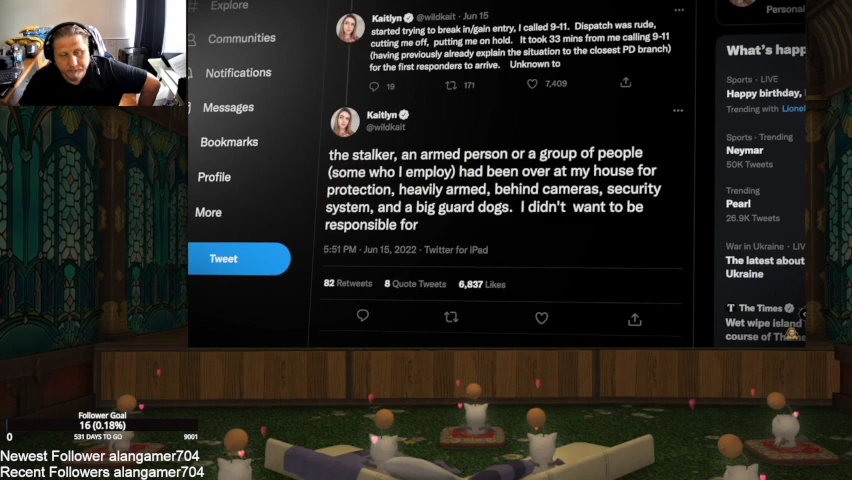 Explore
Communities
Notifications
Messages
Bookmarks
Profile
More
Tweet
Kaitlyn @wildkait · Jun 15
started trying to break in/gain entry, I called 9-11. Dispatch was rude,
cutting me off, putting me on hold. It took 33 mins from me calling 9-11
(having previously already explain the situation to the closest PD branch)
for the first responders to arrive. Unknown to
19 171 7,409
Kaitlyn
@wildkait
the stalker, an armed person or a group of people
(some who I employ) had been over at my house for
protection, heavily armed, behind cameras, security
system, and a big guard dogs. I didn't want to be
responsible for
5:51 PM · Jun 15, 2022 · Twitter for iPad
82 Retweets 8 Quote Tweets 6,837 Likes
Personal
What's happ
Sports · LIVE
Happy birthday,
Trending with Lionel
Sports · Trending
Neymar
50K Tweets
Trending
Pearl
26.9K Tweets
War in Ukraine · LIV
The latest about
Ukraine
The Times
Wet wipe island
course of
Follower Goal
16 (0.18%)
0 531 DAYS TO GO 9001
Newest Follower alangamer704
Recent Followers alangamer704